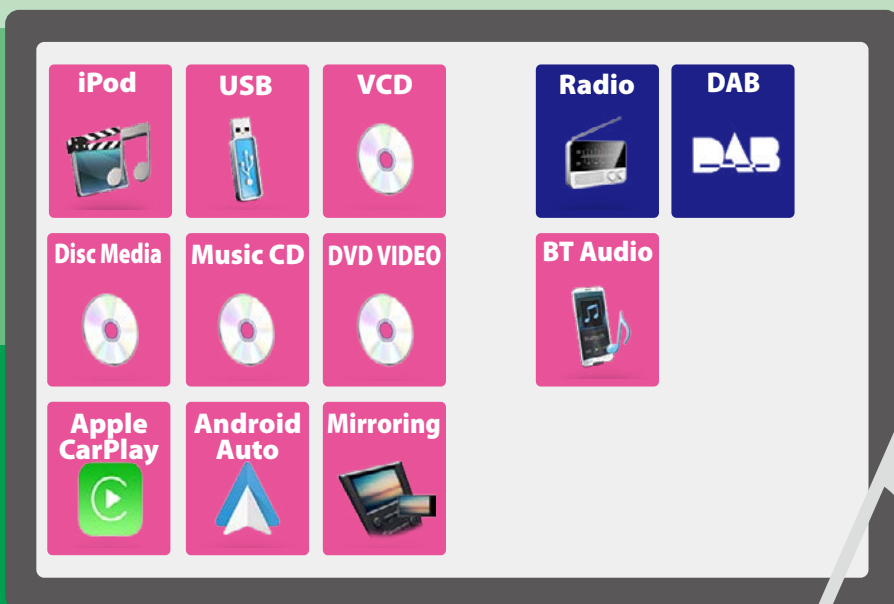 iPod
USB
VCD
Radio
DAB
DAB
Disc Media
Music CD
DVD VIDEO
BT Audio
Apple
CarPlay
Android
Auto
Mirroring